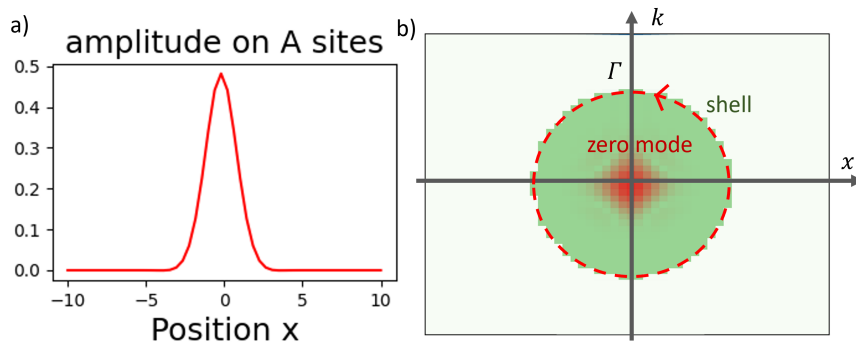 a)
amplitude on A sites
0.5
0.4
0.3
0.2
0.1
0.0
−10
−5
0
5
10
Position x
b)
k
Γ
shell
zero mode
x